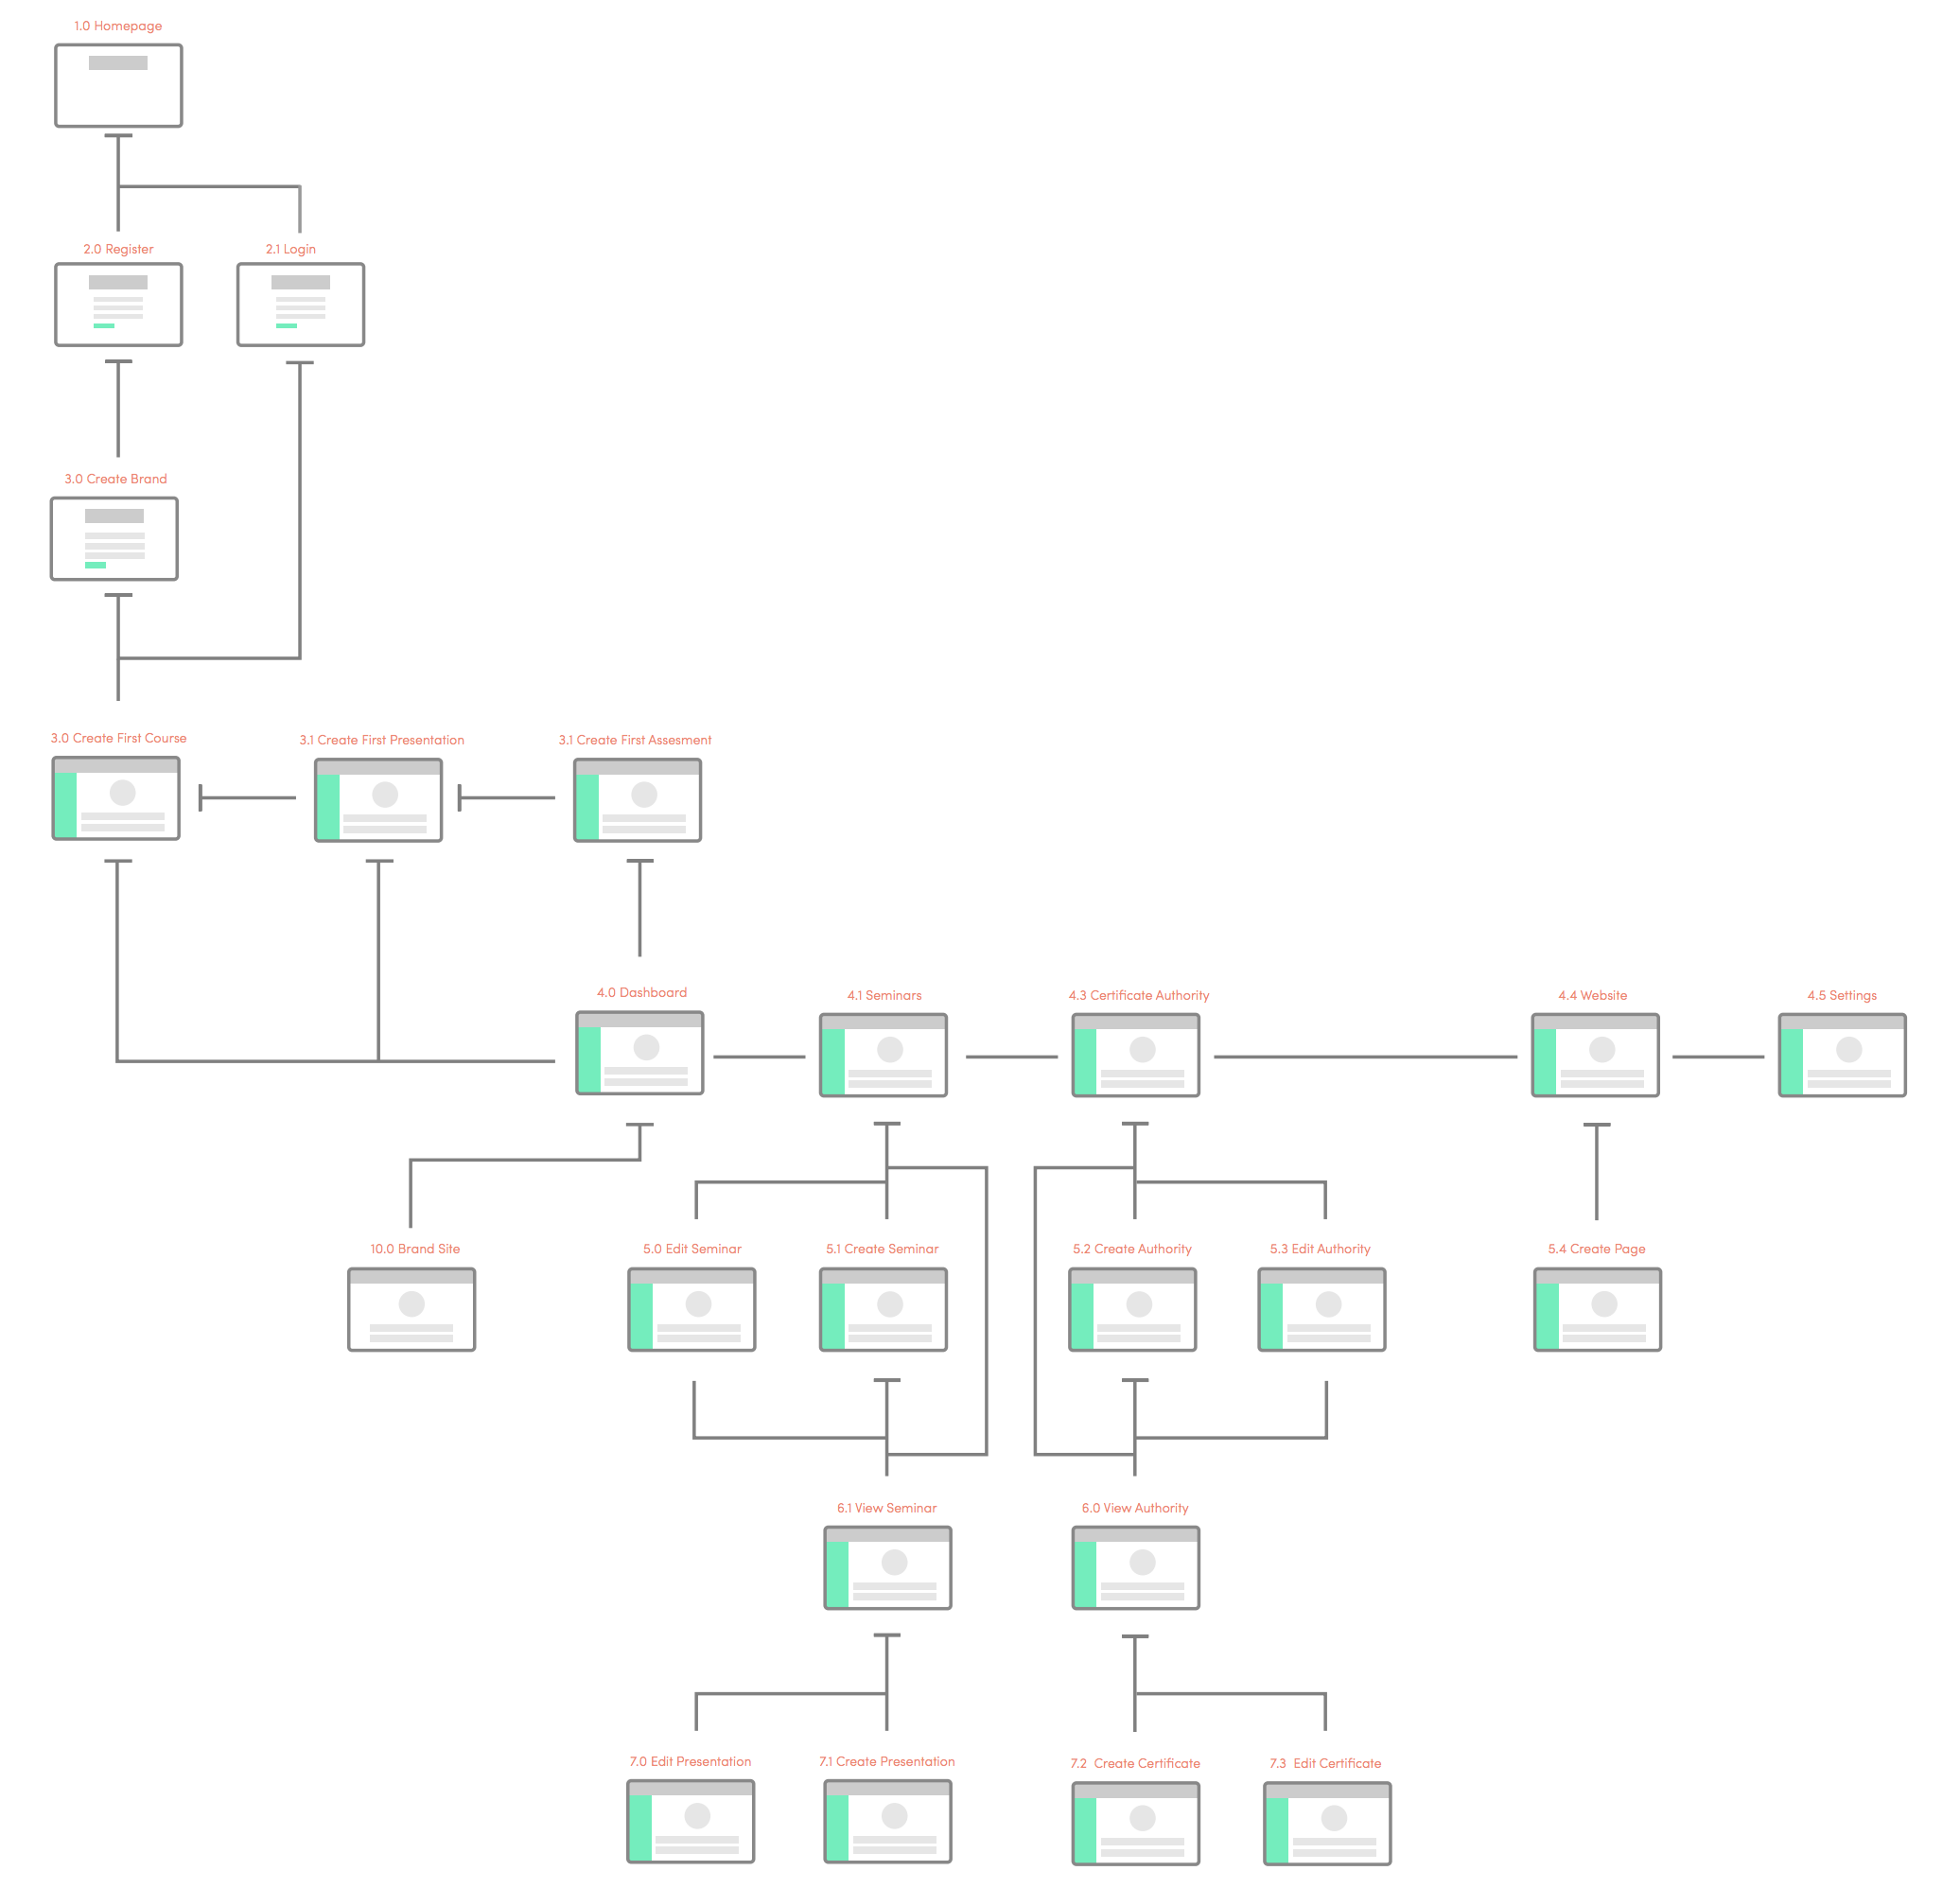 1.0 Homepage
2.0 Register
2.1 Login
3.0 Create Brand
3.0 Create First Course
3.1 Create First Presentation
3.1 Create First Assesment
4.0 Dashboard
4.1 Seminars
4.3 Certificate Authority
4.4 Website
4.5 Settings
10.0 Brand Site
5.0 Edit Seminar
5.1 Create Seminar
5.2 Create Authority
5.3 Edit Authority
5.4 Create Page
6.1 View Seminar
6.0 View Authority
7.0 Edit Presentation
7.1 Create Presentation
7.2 Create Certificate
7.3 Edit Certificate